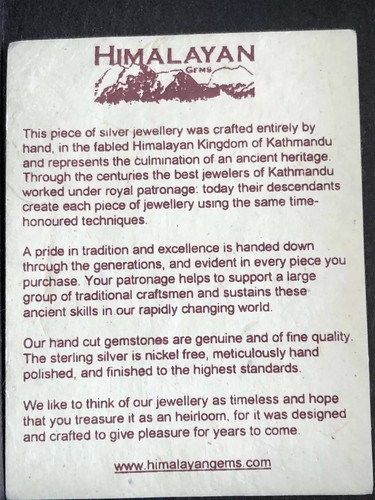 HIMALAYAN
GEMS
This piece of silver jewellery was crafted entirely by
hand, in the fabled Himalayan Kingdom of Kathmandu
and represents the culmination of an ancient heritage.
Through the centuries the best jewelers of Kathmandu
worked under royal patronage: today their descendants
create each piece of jewellery using the same time-
honoured techniques.
A pride in tradition and excellence is handed down
through the generations, and evident in every piece you
purchase. Your patronage helps to support a large
group of traditional craftsmen and sustains these
ancient skills in our rapidly changing world.
Our hand cut gemstones are genuine and of fine quality.
The sterling silver is nickel free, meticulously hand
polished, and finished to the highest standards.
We like to think of our jewellery as timeless and hope
that you treasure it as an heirloom, for it was designed
and crafted to give pleasure for years to come.
www.himalayangems.com